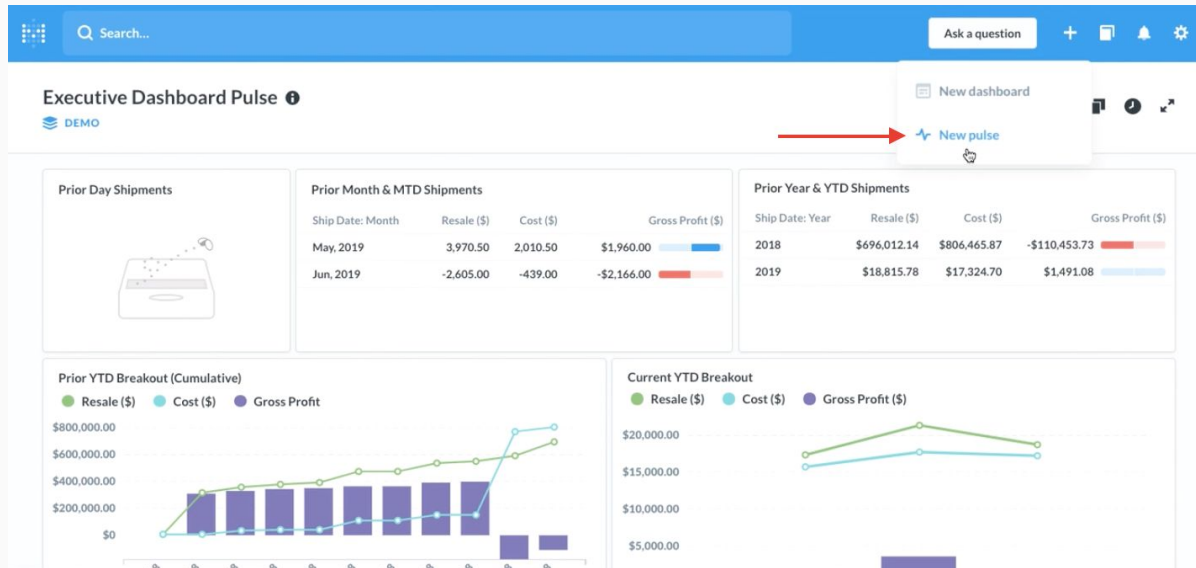 Search...
Ask a question
New dashboard
New pulse
Executive Dashboard Pulse
DEMO
Prior Day Shipments
Prior Month & MTD Shipments
Ship Date: Month Resale ($) Cost ($) Gross Profit ($)
May, 2019 3,970.50 2,010.50 $1,960.00
Jun, 2019 -2,605.00 -439.00 -$2,166.00
Prior Year & YTD Shipments
Ship Date: Year Resale ($) Cost ($) Gross Profit ($)
2018 $696,012.14 $806,465.87 -$110,453.73
2019 $18,815.78 $17,324.70 $1,491.08
Prior YTD Breakout (Cumulative)
Resale ($) Cost ($) Gross Profit
$800,000.00
$600,000.00
$400,000.00
$200,000.00
$0
Current YTD Breakout
Resale ($) Cost ($) Gross Profit ($)
$20,000.00
$15,000.00
$10,000.00
$5,000.00